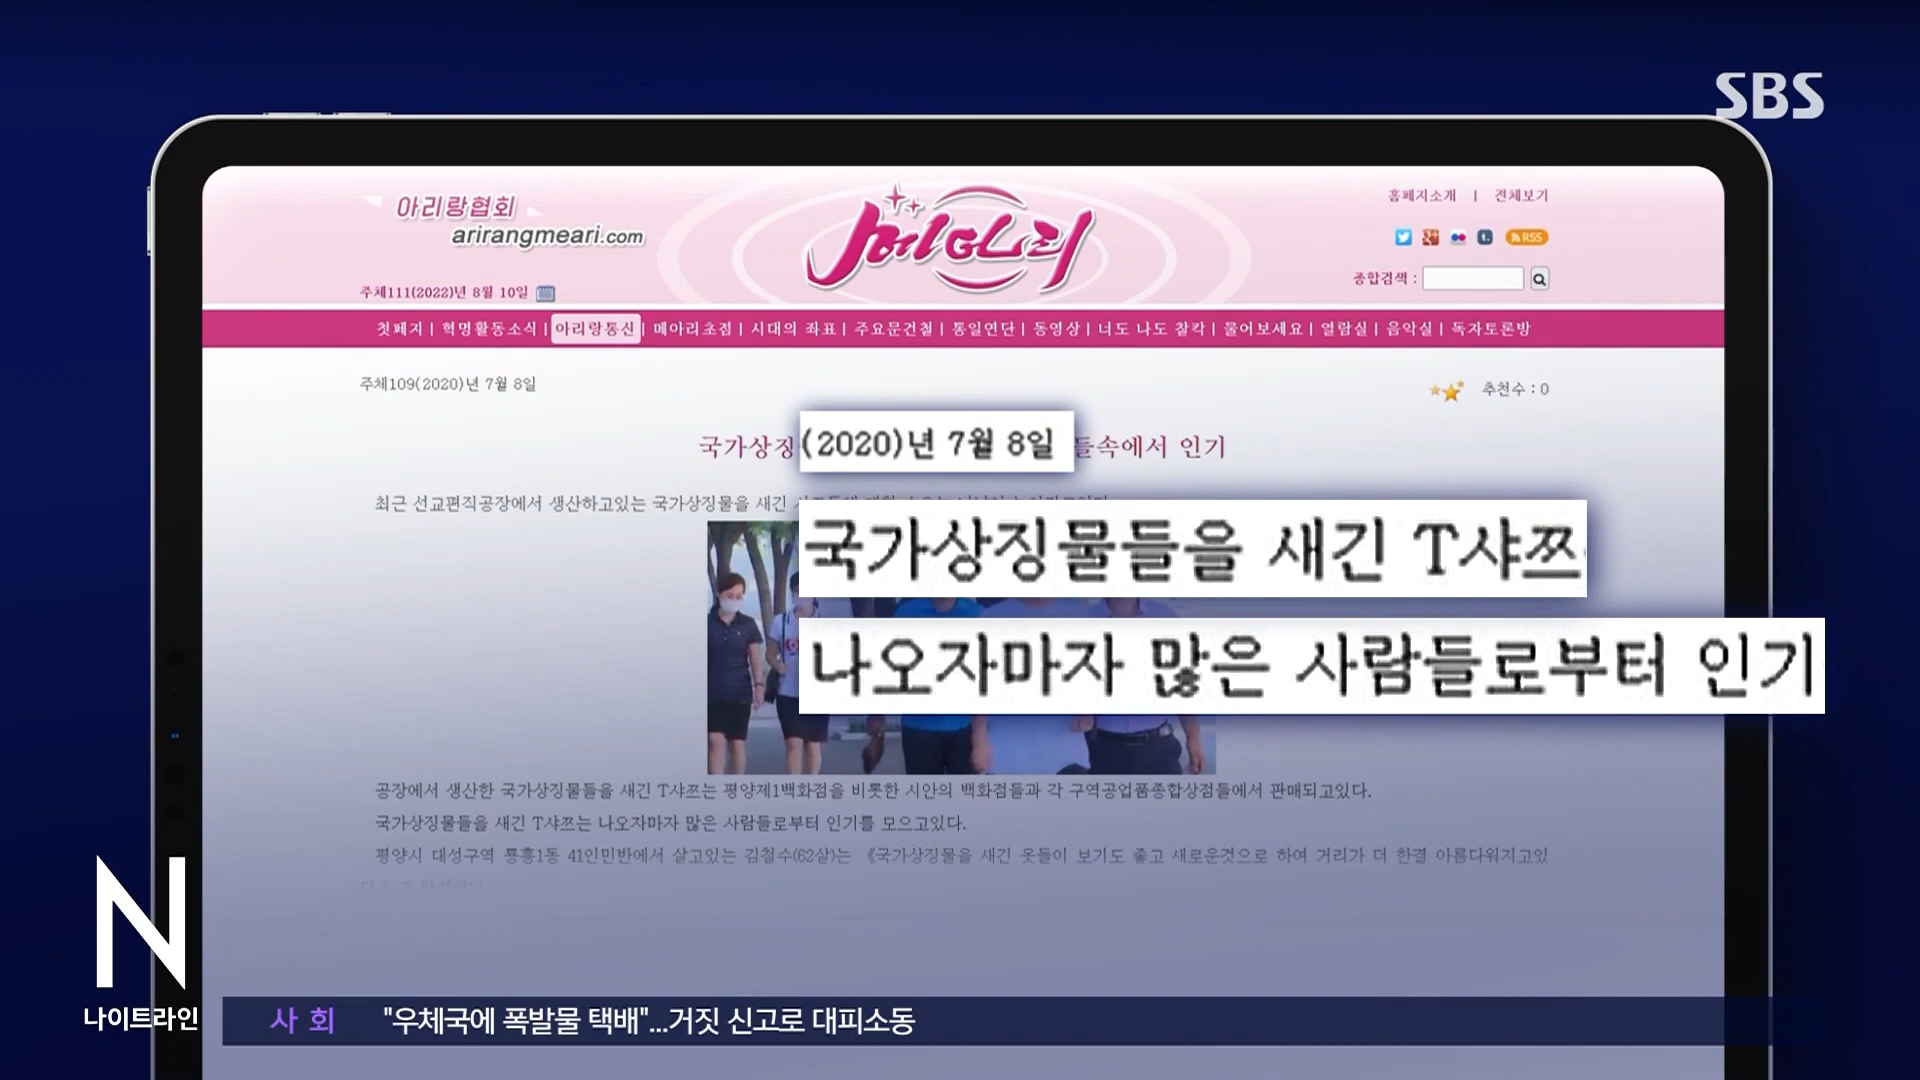 SBS
아리랑협회
arirangmeari.com
메아리
홈페지소개 | 전체보기
RSS
주체111(2022)년 8월 10일
종합검색 :
첫페지 | 혁명활동소식 | 아리랑통신 | 메아리초점 | 시대의 좌표 | 주요문건철 | 통일연단 | 동영상 | 너도 나도 찰칵 | 물어보세요 | 열람실 | 음악실 | 독자토론방
주체109(2020)년 7월 8일
추천수 : 0
국가상징
들속에서 인기
(2020)년 7월 8일
최근 선교편직공장에서 생산하고있는 국가상징물을 새긴
국가상징물들을 새긴 T샤쯔
나오자마자 많은 사람들로부터 인기
공장에서 생산한 국가상징물들을 새긴 T샤쯔는 평양제1백화점을 비롯한 시안의 백화점들과 각 구역공업품종합상점들에서 판매되고있다.
국가상징물들을 새긴 T샤쯔는 나오자마자 많은 사람들로부터 인기를 모으고있다.
평양시 대성구역 룡흥1동 41인민반에서 살고있는 김철수(62살)는 《국가상징물을 새긴 옷들이 보기도 좋고 새로운것으로 하여 거리가 더 한결 아름다워지고있
N
나이트라인
사회 "우체국에 폭발물 택배"...거짓 신고로 대피소동